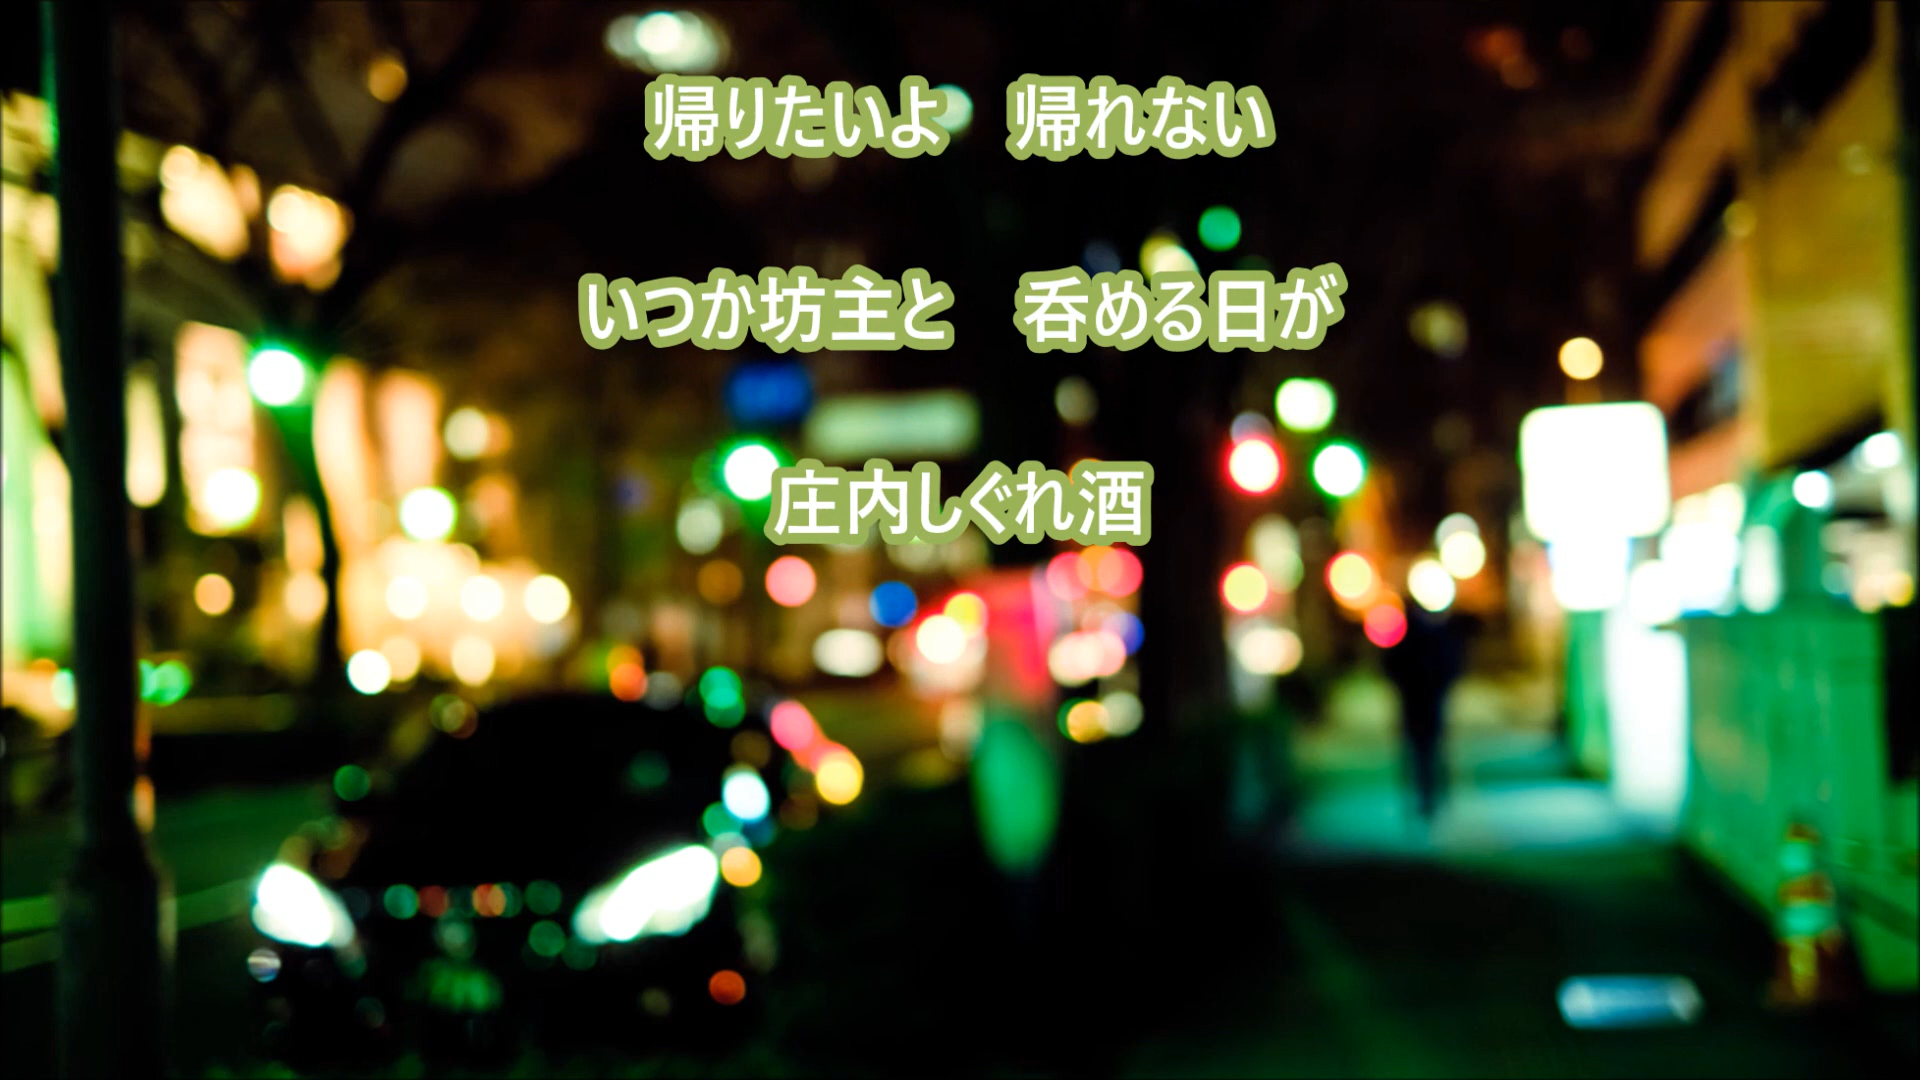 帰りたいよ　帰れない
いつか坊主と　呑める日が
庄内しぐれ酒